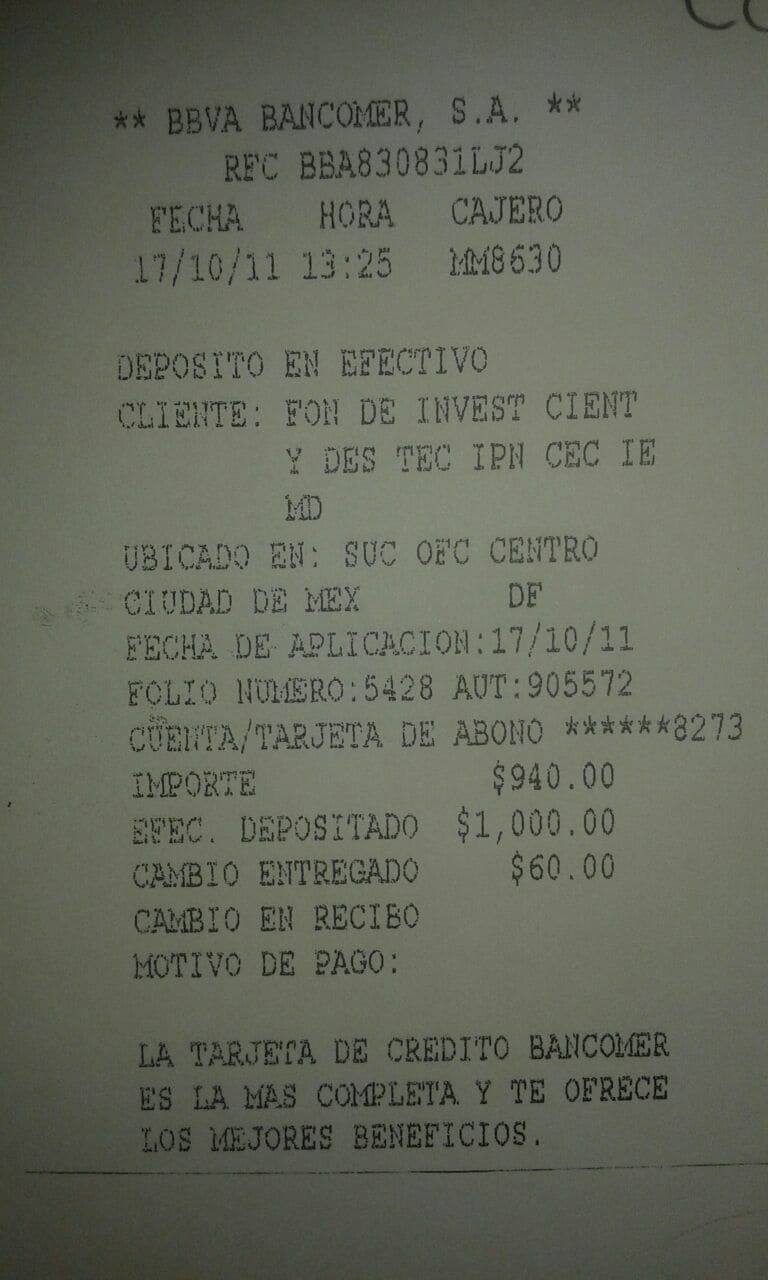 ** BBVA BANCOMER, S.A. **
RFC BBA830831LJ2
FECHA HORA CAJERO
17/10/11 13:25 MM8630
DEPOSITO EN EFECTIVO
CLIENTE: FON DE INVEST CIENT
Y DES TEC IPN CEC IE
MD
UBICADO EN: SUC OFC CENTRO
CIUDAD DE MEX DF
FECHA DE APLICACION:17/10/11
FOLIO NUMERO:5428 AUT:905572
CUENTA/TARJETA DE ABONO ******8273
IMPORTE $940.00
EFEC. DEPOSITADO $1,000.00
CAMBIO ENTREGADO $60.00
CAMBIO EN RECIBO
MOTIVO DE PAGO:
LA TARJETA DE CREDITO BANCOMER
ES LA MAS COMPLETA Y TE OFRECE
LOS MEJORES BENEFICIOS.